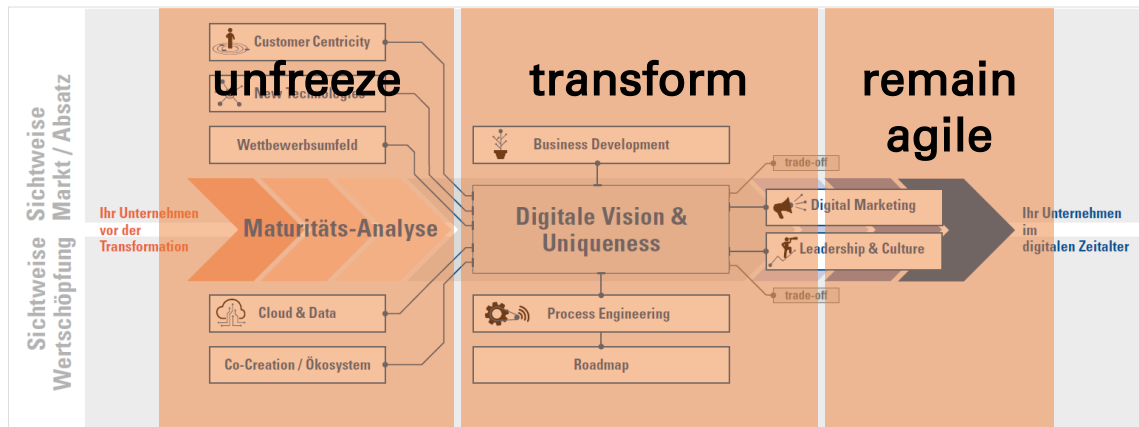 Sichtweise
Markt / Absatz
Sichtweise
Wertschöpfung
unfreeze
transform
remain
agile
Customer Centricity
New Technologies
Wettbewerbsumfeld
Ihr Unternehmen
vor der
Transformation
Maturitäts-Analyse
Cloud & Data
Co-Creation / Ökosystem
Business Development
Digitale Vision &
Uniqueness
Process Engineering
Roadmap
trade-off
Digital Marketing
Leadership & Culture
trade-off
Ihr Unternehmen
im
digitalen Zeitalter